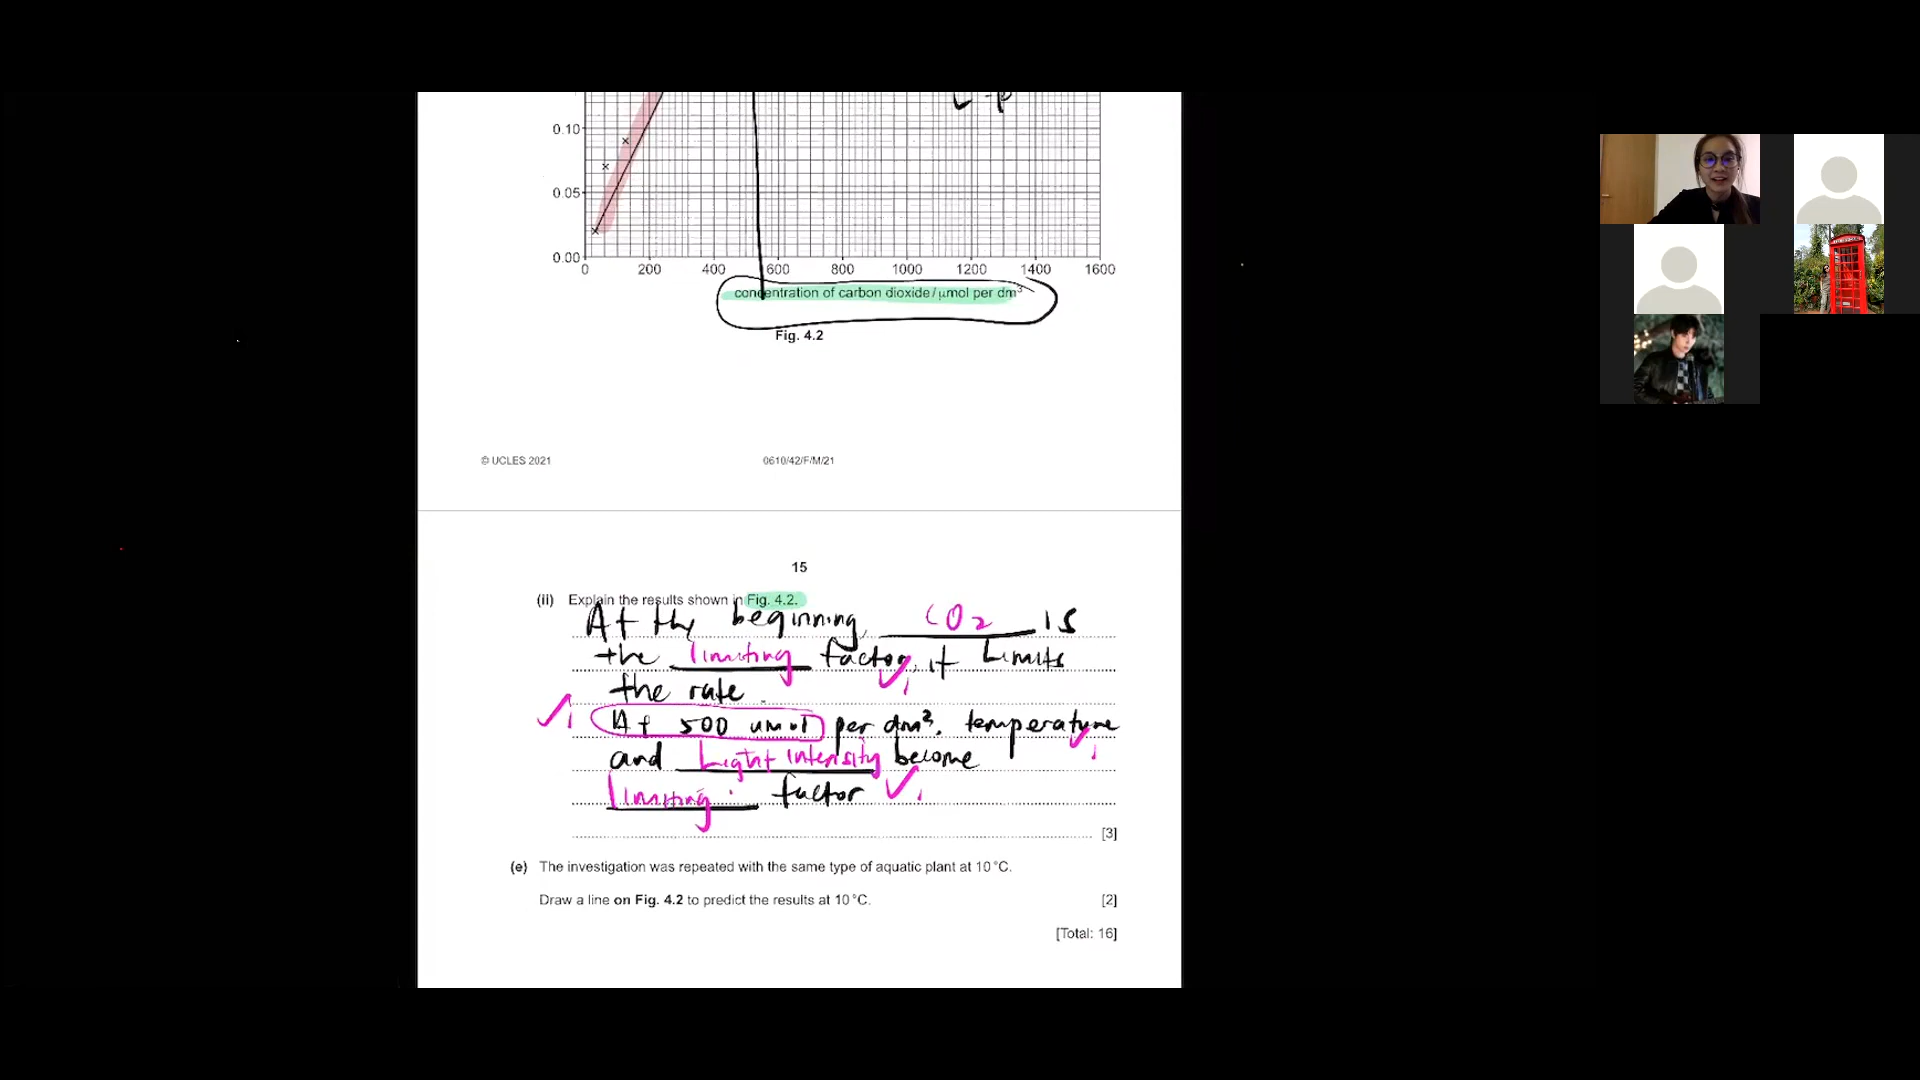 0.10
0.05
0.00
0 200 400 600 800 1000 1200 1400 1600
concentration of carbon dioxide / μmol per dm³
Fig. 4.2
© UCLES 2021 0610/42/F/M/21
15
(ii) Explain the results shown in Fig. 4.2.
At the beginning, CO2 is
the limiting factor, it limits
the rate.
At 500 umol per dm³, temperature
and Light intensity become
Limiting factor
[3]
(e) The investigation was repeated with the same type of aquatic plant at 10 °C.
Draw a line on Fig. 4.2 to predict the results at 10 °C. [2]
[Total: 16]